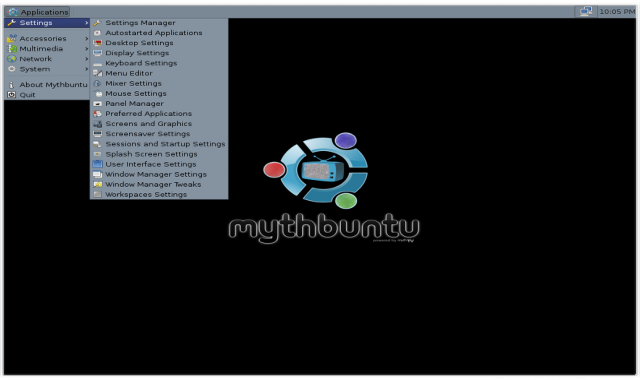 Applications
10:05 PM
Settings
Accessories
Multimedia
Network
System
About Mythbuntu
Quit
Settings Manager
Autostarted Applications
Desktop Settings
Display Settings
Keyboard Settings
Menu Editor
Mixer Settings
Mouse Settings
Panel Manager
Preferred Applications
Screens and Graphics
Screensaver Settings
Sessions and Startup Settings
Splash Screen Settings
User Interface Settings
Window Manager Settings
Window Manager Tweaks
Workspaces Settings
mythbuntu
powered by